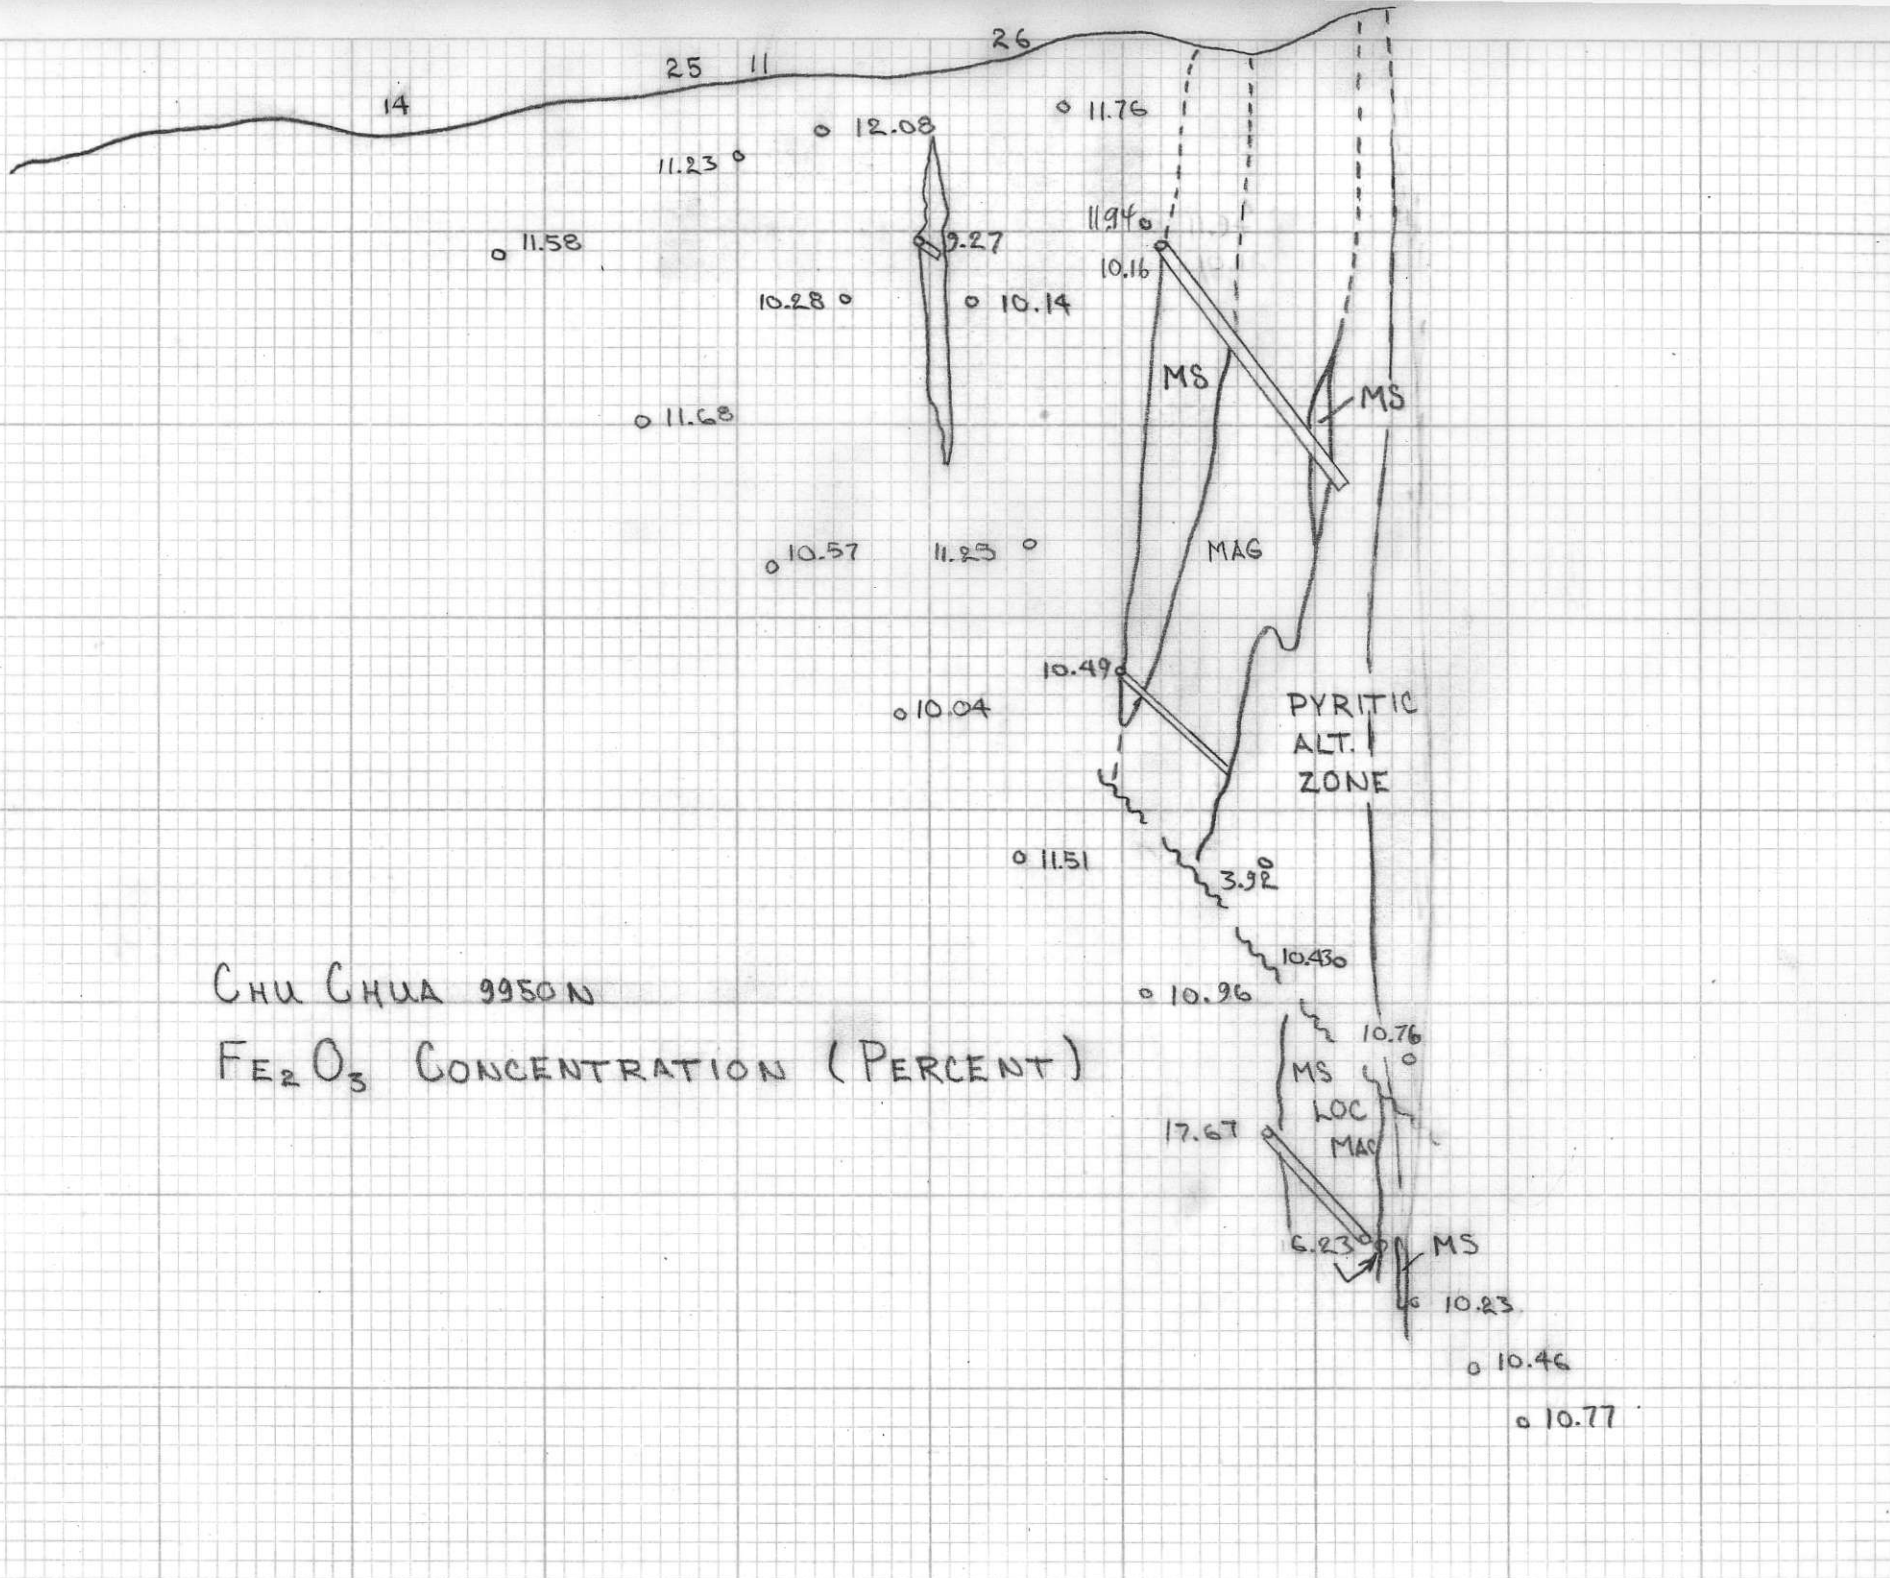 26
25 11
14
11.76
12.08
11.23
11.94
11.58
9.27
10.16
10.28
10.14
MS
MS
11.68
10.57
11.25
MAG
10.49
10.04
PYRITIC
ALT.
ZONE
11.51
3.92
10.43
CHU CHUA 9950N
10.96
10.76
FE₂O₃ CONCENTRATION (PERCENT)
MS
LOC
MAG
17.67
6.23
MS
10.23
10.46
10.77